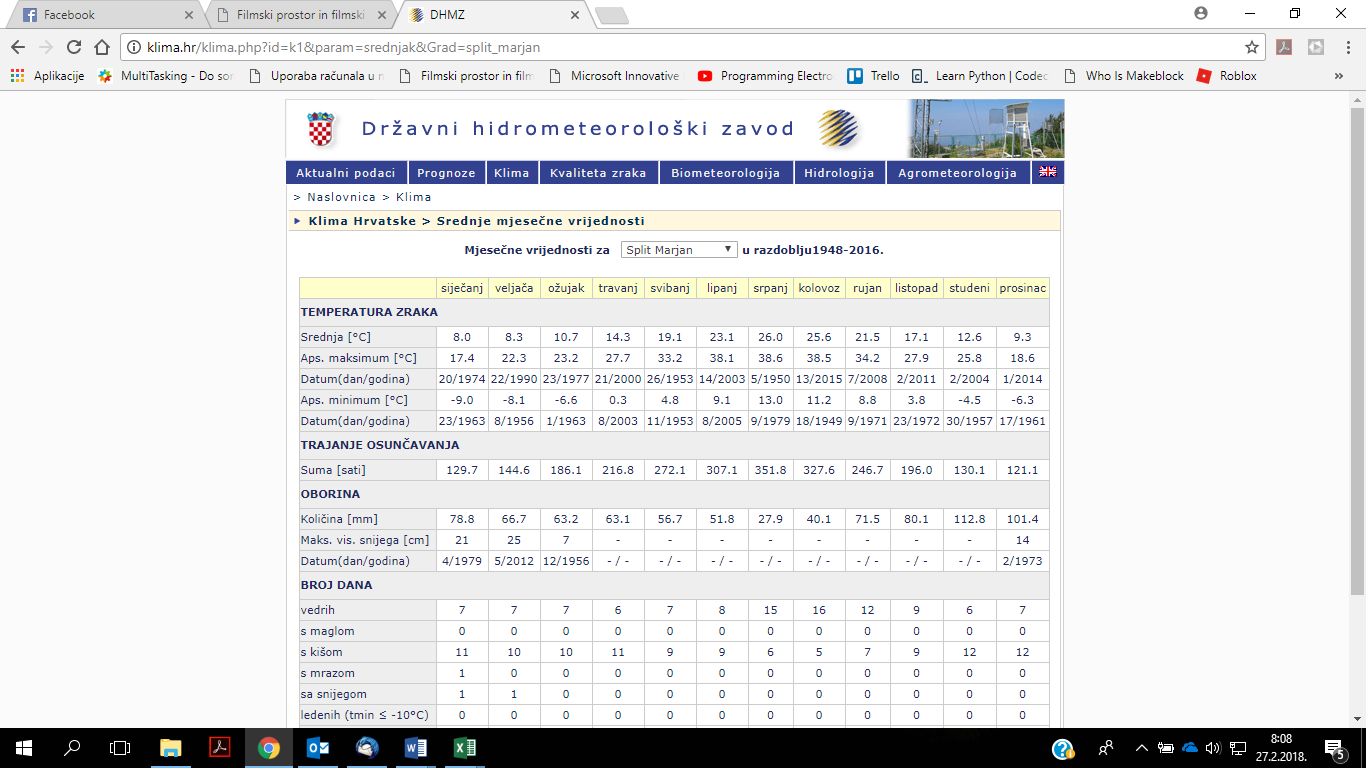 Facebook Filmski prostor in filmski DHMZ
klima.hr/klima.php?id=k1&param=srednjak&Grad=split_marjan
Aplikacije MultiTasking - Do so Uporaba računala u n Filmski prostor in film Microsoft Innovative Programming Electro Trello Learn Python | Codec Who Is Makeblock Roblox »
Državni hidrometeorološki zavod
Aktualni podaci Prognoze Klima Kvaliteta zraka Biometeorologija Hidrologija Agrometeorologija
> Naslovnica > Klima
Klima Hrvatske > Srednje mjesečne vrijednosti
Mjesečne vrijednosti za Split Marjan u razdoblju1948-2016.
siječanj veljača ožujak travanj svibanj lipanj srpanj kolovoz rujan listopad studeni prosinac
TEMPERATURA ZRAKA
Srednja [°C] 8.0 8.3 10.7 14.3 19.1 23.1 26.0 25.6 21.5 17.1 12.6 9.3
Aps. maksimum [°C] 17.4 22.3 23.2 27.7 33.2 38.1 38.6 38.5 34.2 27.9 25.8 18.6
Datum(dan/godina) 20/1974 22/1990 23/1977 21/2000 26/1953 14/2003 5/1950 13/2015 7/2008 2/2011 2/2004 1/2014
Aps. minimum [°C] -9.0 -8.1 -6.6 0.3 4.8 9.1 13.0 11.2 8.8 3.8 -4.5 -6.3
Datum(dan/godina) 23/1963 8/1956 1/1963 8/2003 11/1953 8/2005 9/1979 18/1949 9/1971 23/1972 30/1957 17/1961
TRAJANJE OSUNČAVANJA
Suma [sati] 129.7 144.6 186.1 216.8 272.1 307.1 351.8 327.6 246.7 196.0 130.1 121.1
OBORINA
Količina [mm] 78.8 66.7 63.2 63.1 56.7 51.8 27.9 40.1 71.5 80.1 112.8 101.4
Maks. vis. snijega [cm] 21 25 7 - - - - - - - - 14
Datum(dan/godina) 4/1979 5/2012 12/1956 - / - - / - - / - - / - - / - - / - - / - - / - 2/1973
BROJ DANA
vedrih 7 7 7 6 7 8 15 16 12 9 6 7
s maglom 0 0 0 0 0 0 0 0 0 0 0 0
s kišom 11 10 10 11 9 9 6 5 7 9 12 12
s mrazom 1 0 0 0 0 0 0 0 0 0 0 0
sa snijegom 1 1 0 0 0 0 0 0 0 0 0 0
ledenih (tmin ≤ -10°C) 0 0 0 0 0 0 0 0 0 0 0 0
8:08
27.2.2018. 5